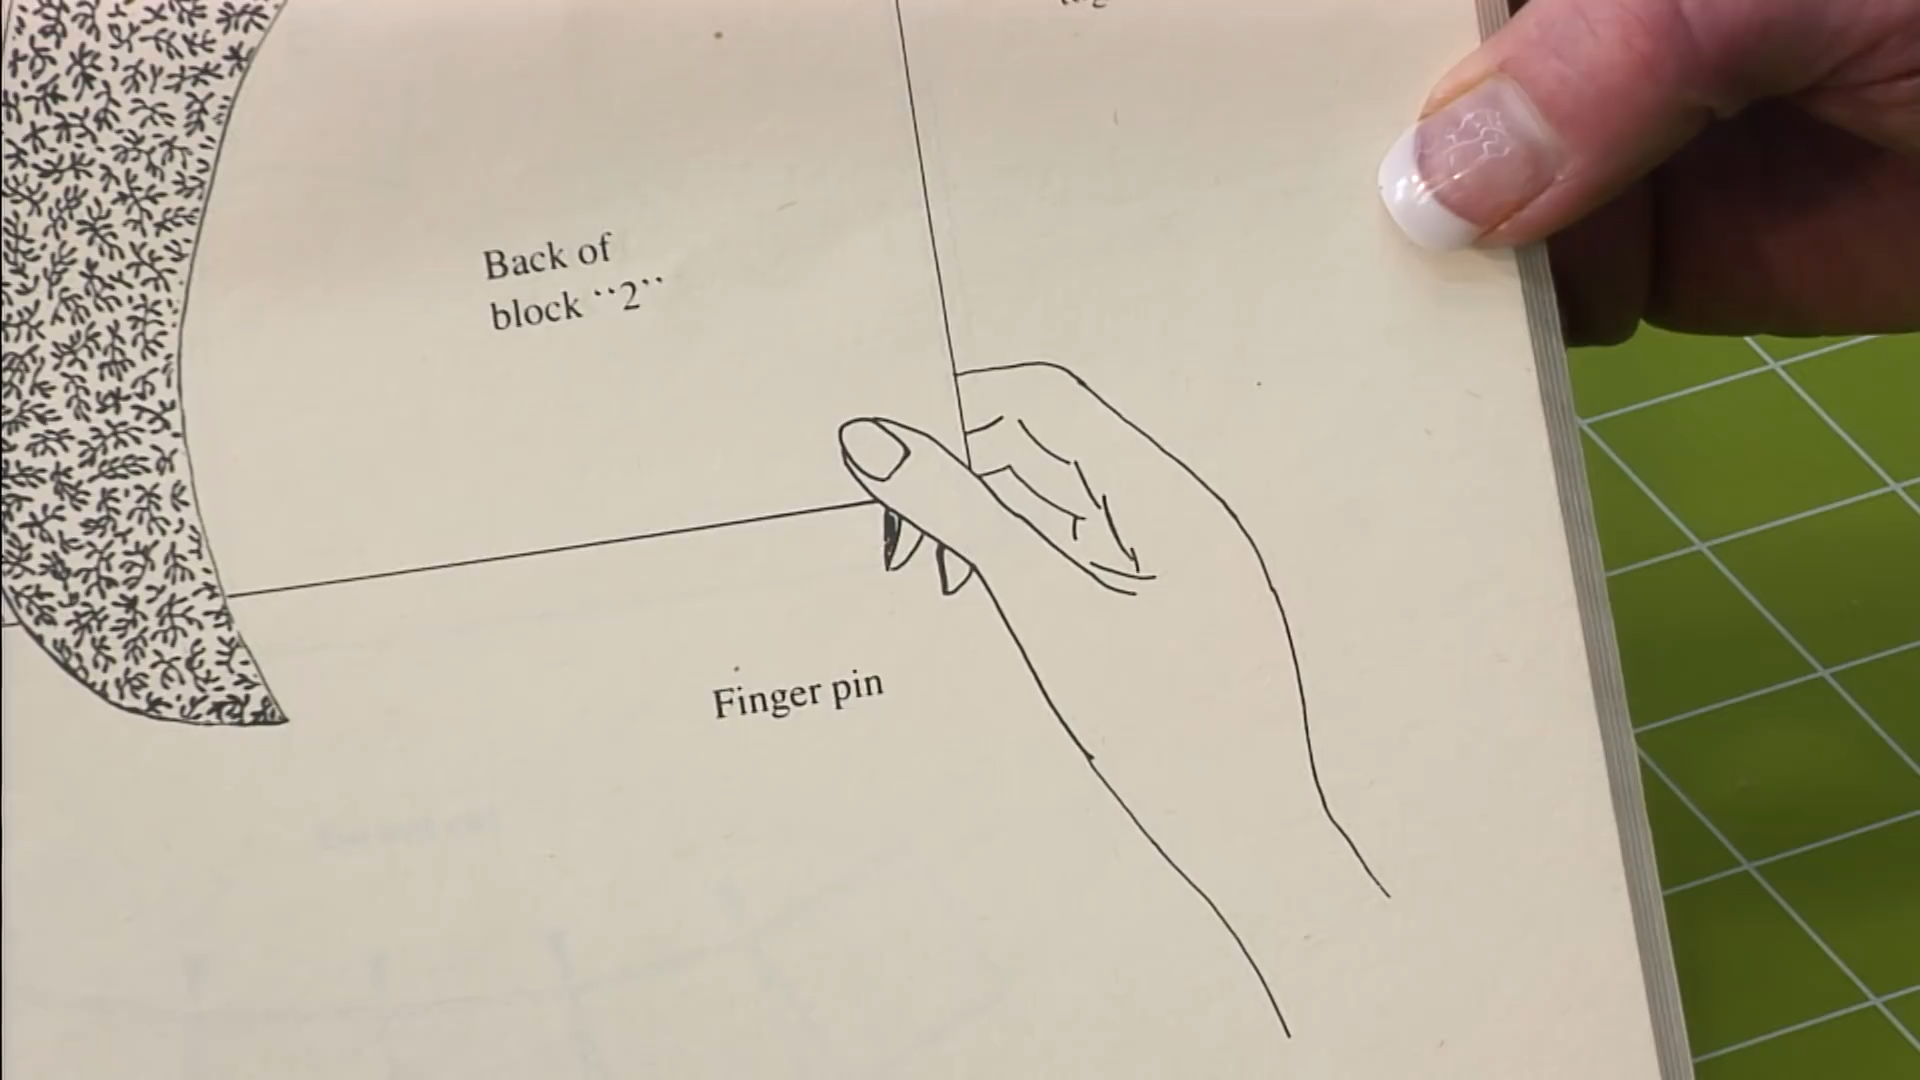 Back of
block “2”
Finger pin